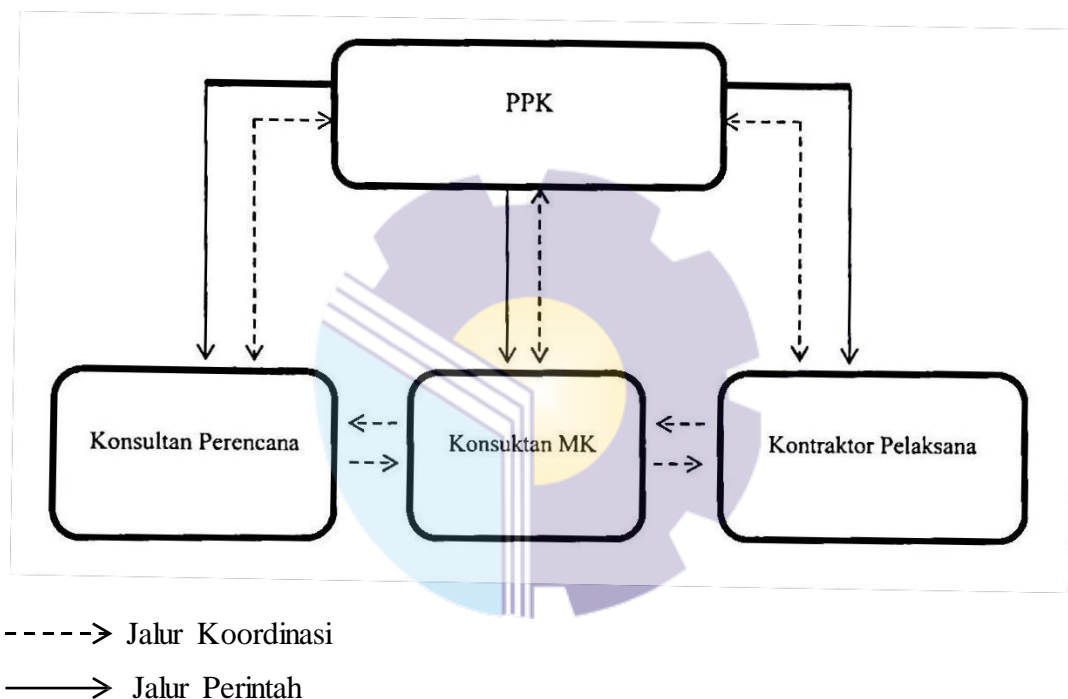 PPK
Konsultan Perencana
Konsuktan MK
Kontraktor Pelaksana
Jalur Koordinasi
Jalur Perintah